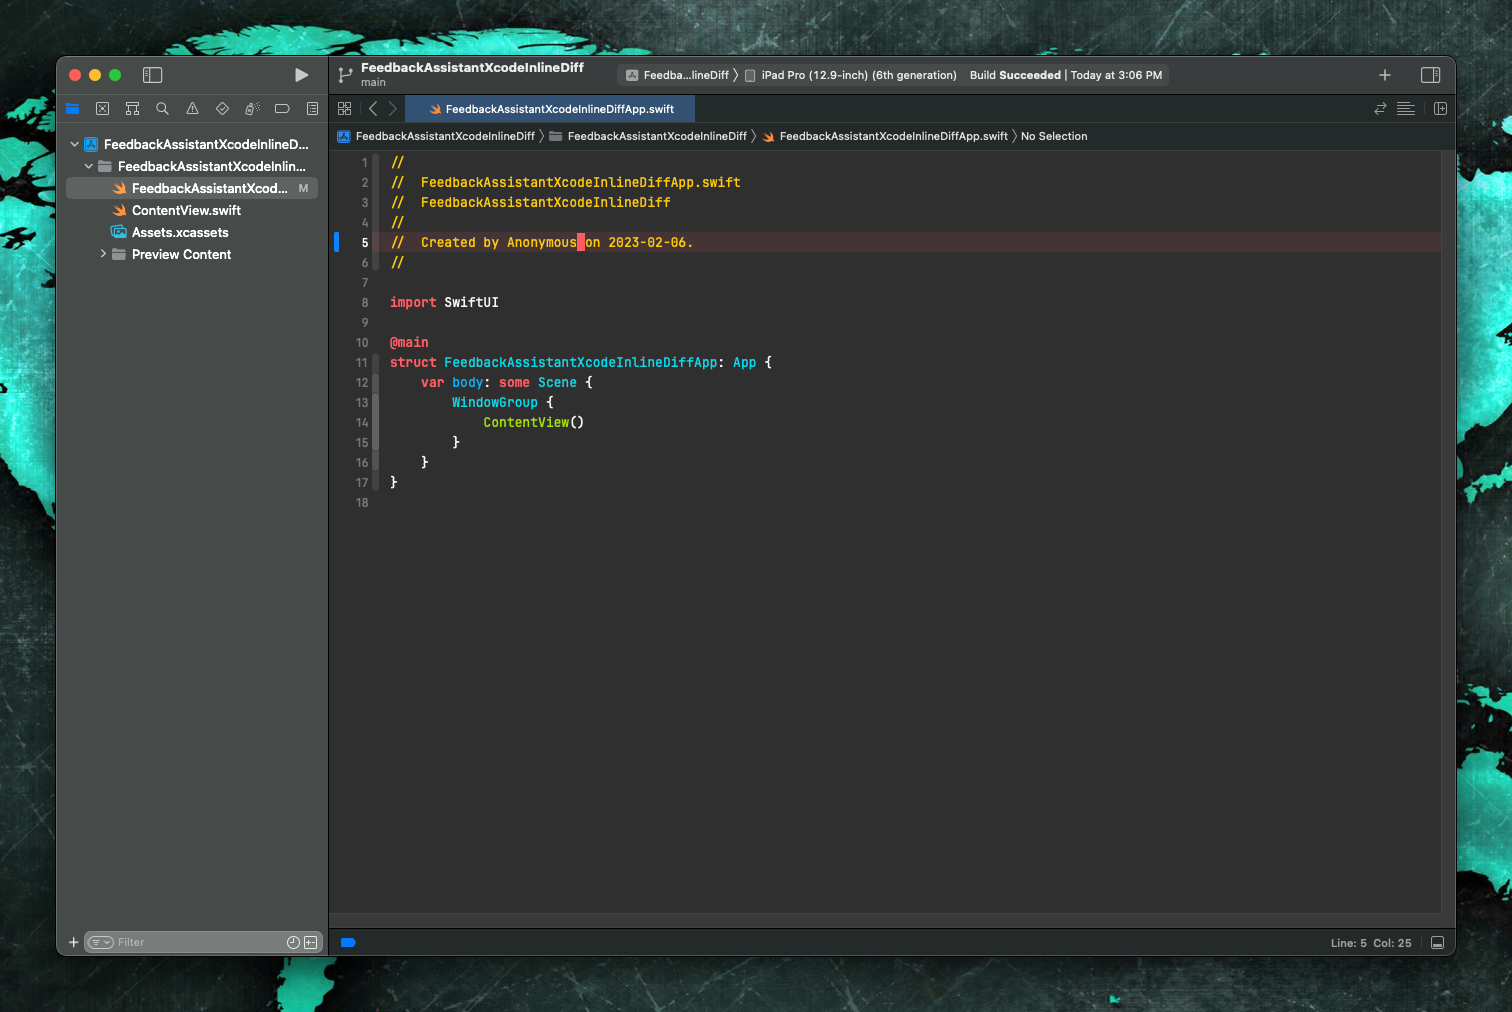 FeedbackAssistantXcodeInlineDiff
main
Feedba...lineDiff 〉 iPad Pro (12.9-inch) (6th generation) Build Succeeded | Today at 3:06 PM
FeedbackAssistantXcodeInlineDiffApp.swift
FeedbackAssistantXcodeInlineDiff 〉 FeedbackAssistantXcodeInlineDiff 〉 FeedbackAssistantXcodeInlineDiffApp.swift 〉 No Selection
FeedbackAssistantXcodeInlineD...
FeedbackAssistantXcodeInlin...
FeedbackAssistantXcod... M
ContentView.swift
Assets.xcassets
Preview Content
1 //
2 //  FeedbackAssistantXcodeInlineDiffApp.swift
3 //  FeedbackAssistantXcodeInlineDiff
4 //
5 //  Created by Anonymous on 2023-02-06.
6 //
7
8 import SwiftUI
9
10 @main
11 struct FeedbackAssistantXcodeInlineDiffApp: App {
12     var body: some Scene {
13         WindowGroup {
14             ContentView()
15         }
16     }
17 }
18
Filter
Line: 5 Col: 25